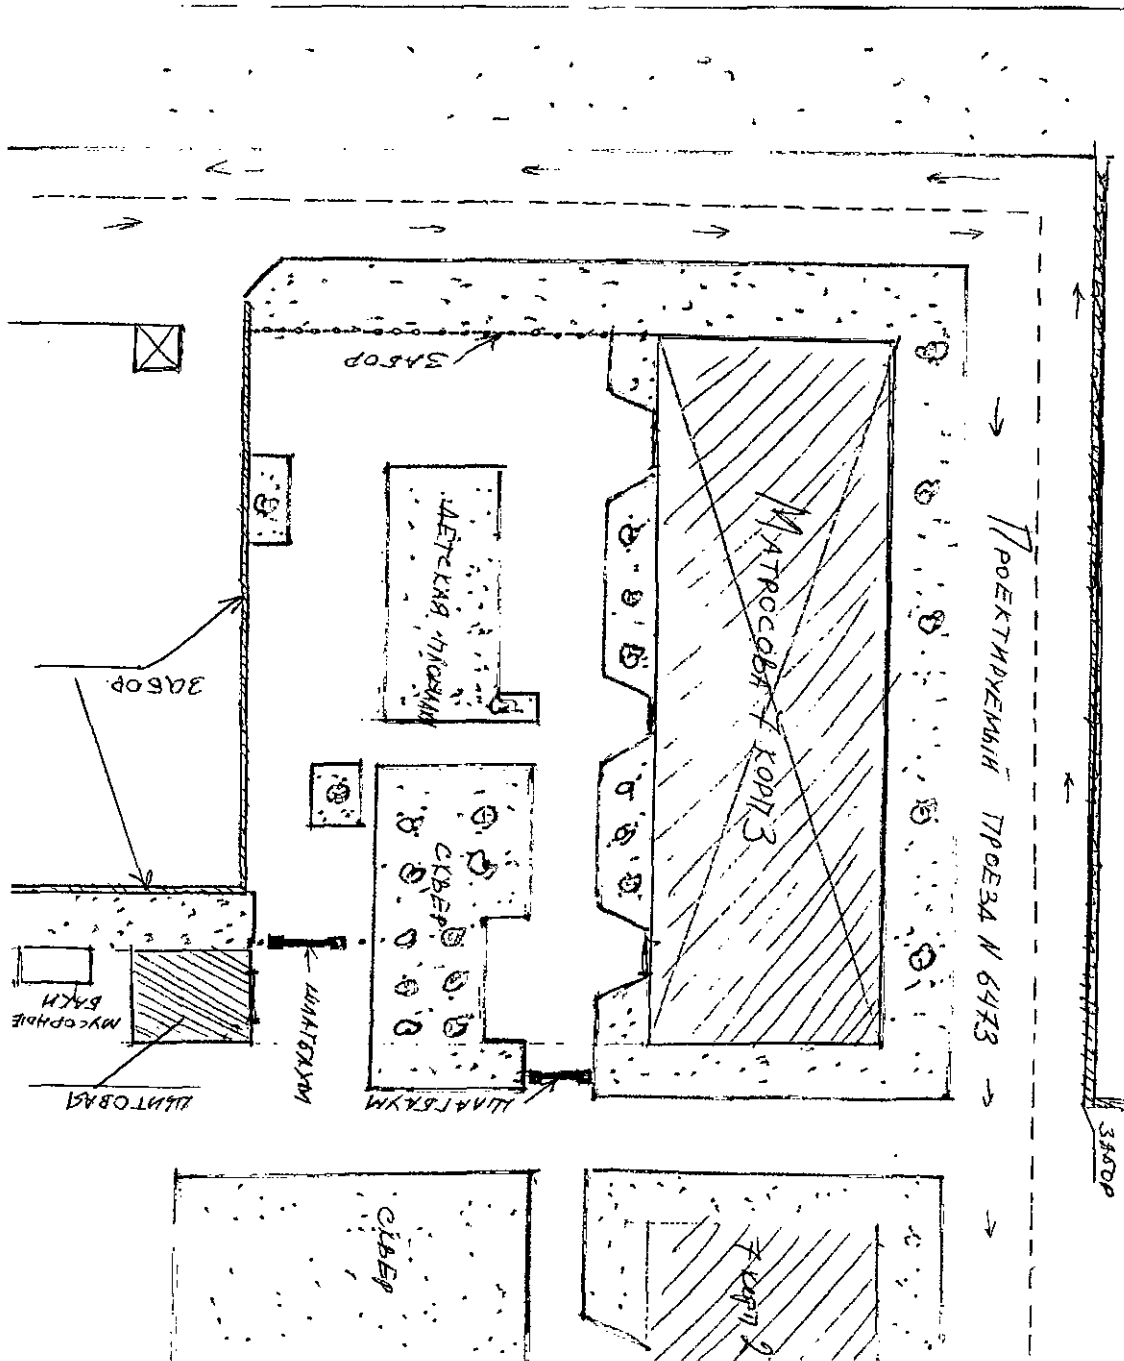 ЗАБОР
ДЕТСКАЯ ПЛОЩАДК
МАТРОСОВА 7 КОРП 3
ПРОЕКТИРУЕМЫЙ ПРОЕЗД N 6473
ЗАБОР
СКВЕР
МУСОРНЫЕ
БАКИ
ШЛАГБАУМ
ЩИТОВАЯ
ШЛАГБАУМ
ЗАБОР
СКВЕР
7 КОРП 2